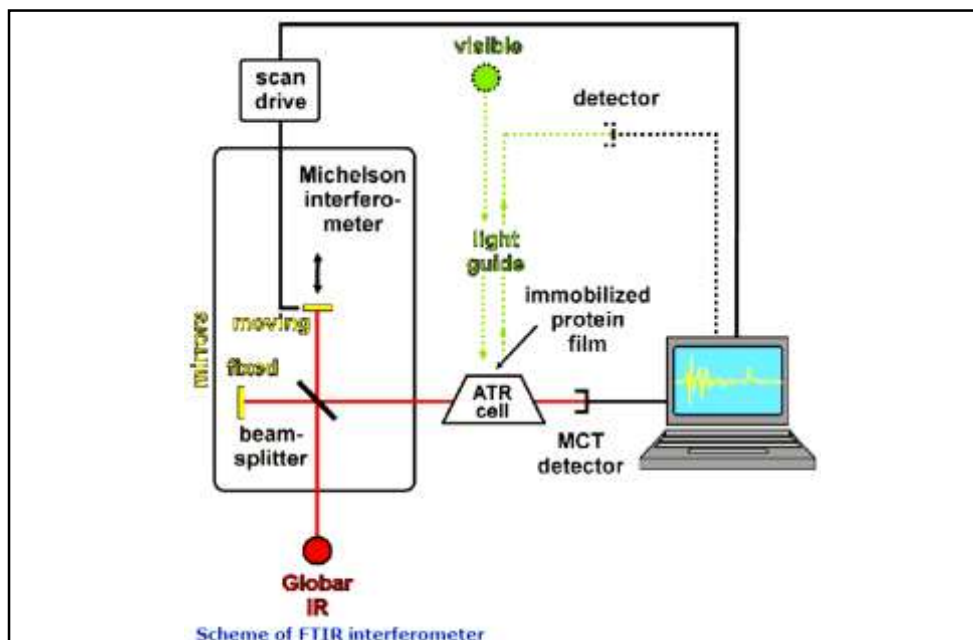 visible
scan
drive
detector
Michelson
interfero-
meter
light
guide
immobilized
protein
film
moving
mirrors
fixed
ATR
cell
beam-
splitter
MCT
detector
Globar
IR
Scheme of FTIR interferometer